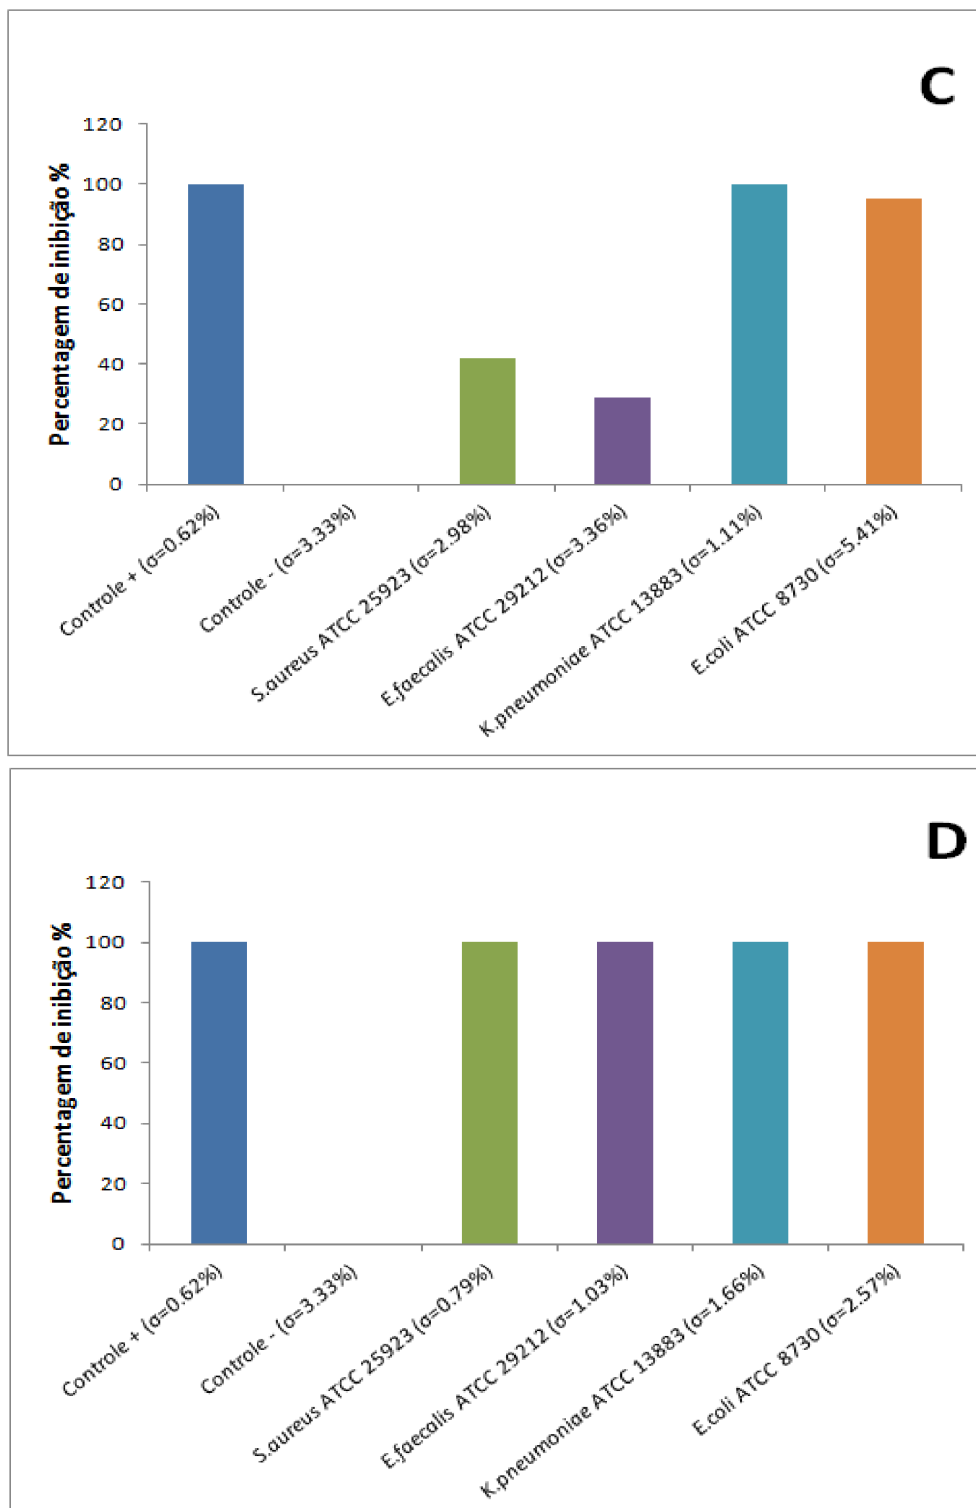 C
Percentagem de inibição %
120
100
80
60
40
20
0
Controle + (σ=0.62%)
Controle - (σ=3.33%)
S.aureus ATCC 25923 (σ=2.98%)
E.faecalis ATCC 29212 (σ=3.36%)
K.pneumoniae ATCC 13883 (σ=1.11%)
E.coli ATCC 8730 (σ=5.41%)
D
Percentagem de inibição %
120
100
80
60
40
20
0
Controle + (σ=0.62%)
Controle - (σ=3.33%)
S.aureus ATCC 25923 (σ=0.79%)
E.faecalis ATCC 29212 (σ=1.03%)
K.pneumoniae ATCC 13883 (σ=1.66%)
E.coli ATCC 8730 (σ=2.57%)